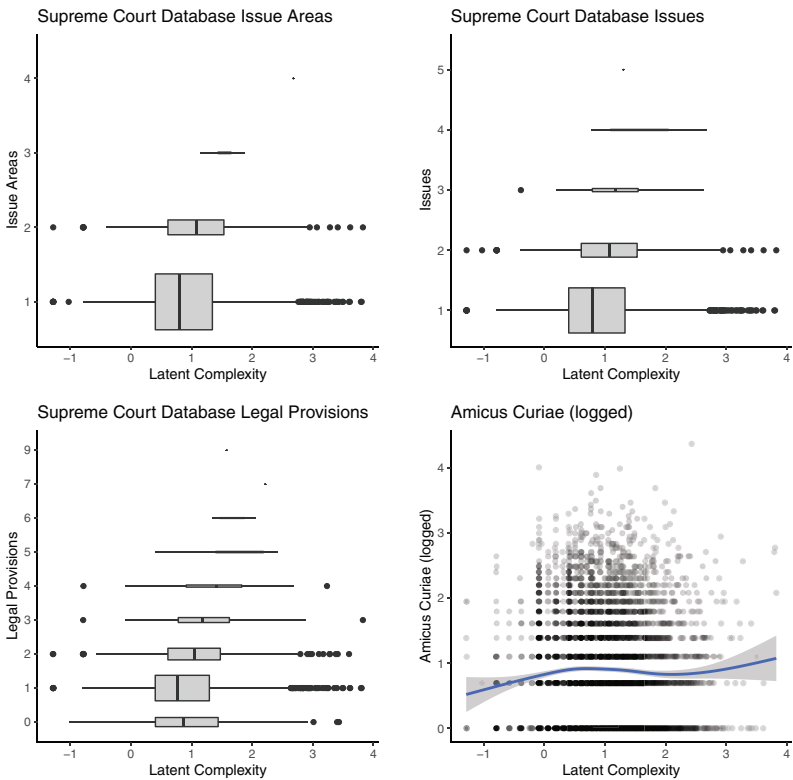 Supreme Court Database Issue Areas
Issue Areas
4
3
2
1
−1 0 1 2 3 4
Latent Complexity
Supreme Court Database Issues
Issues
5
4
3
2
1
−1 0 1 2 3 4
Latent Complexity
Supreme Court Database Legal Provisions
Legal Provisions
9
7
6
5
4
3
2
1
0
−1 0 1 2 3 4
Latent Complexity
Amicus Curiae (logged)
Amicus Curiae (logged)
4
3
2
1
0
−1 0 1 2 3 4
Latent Complexity